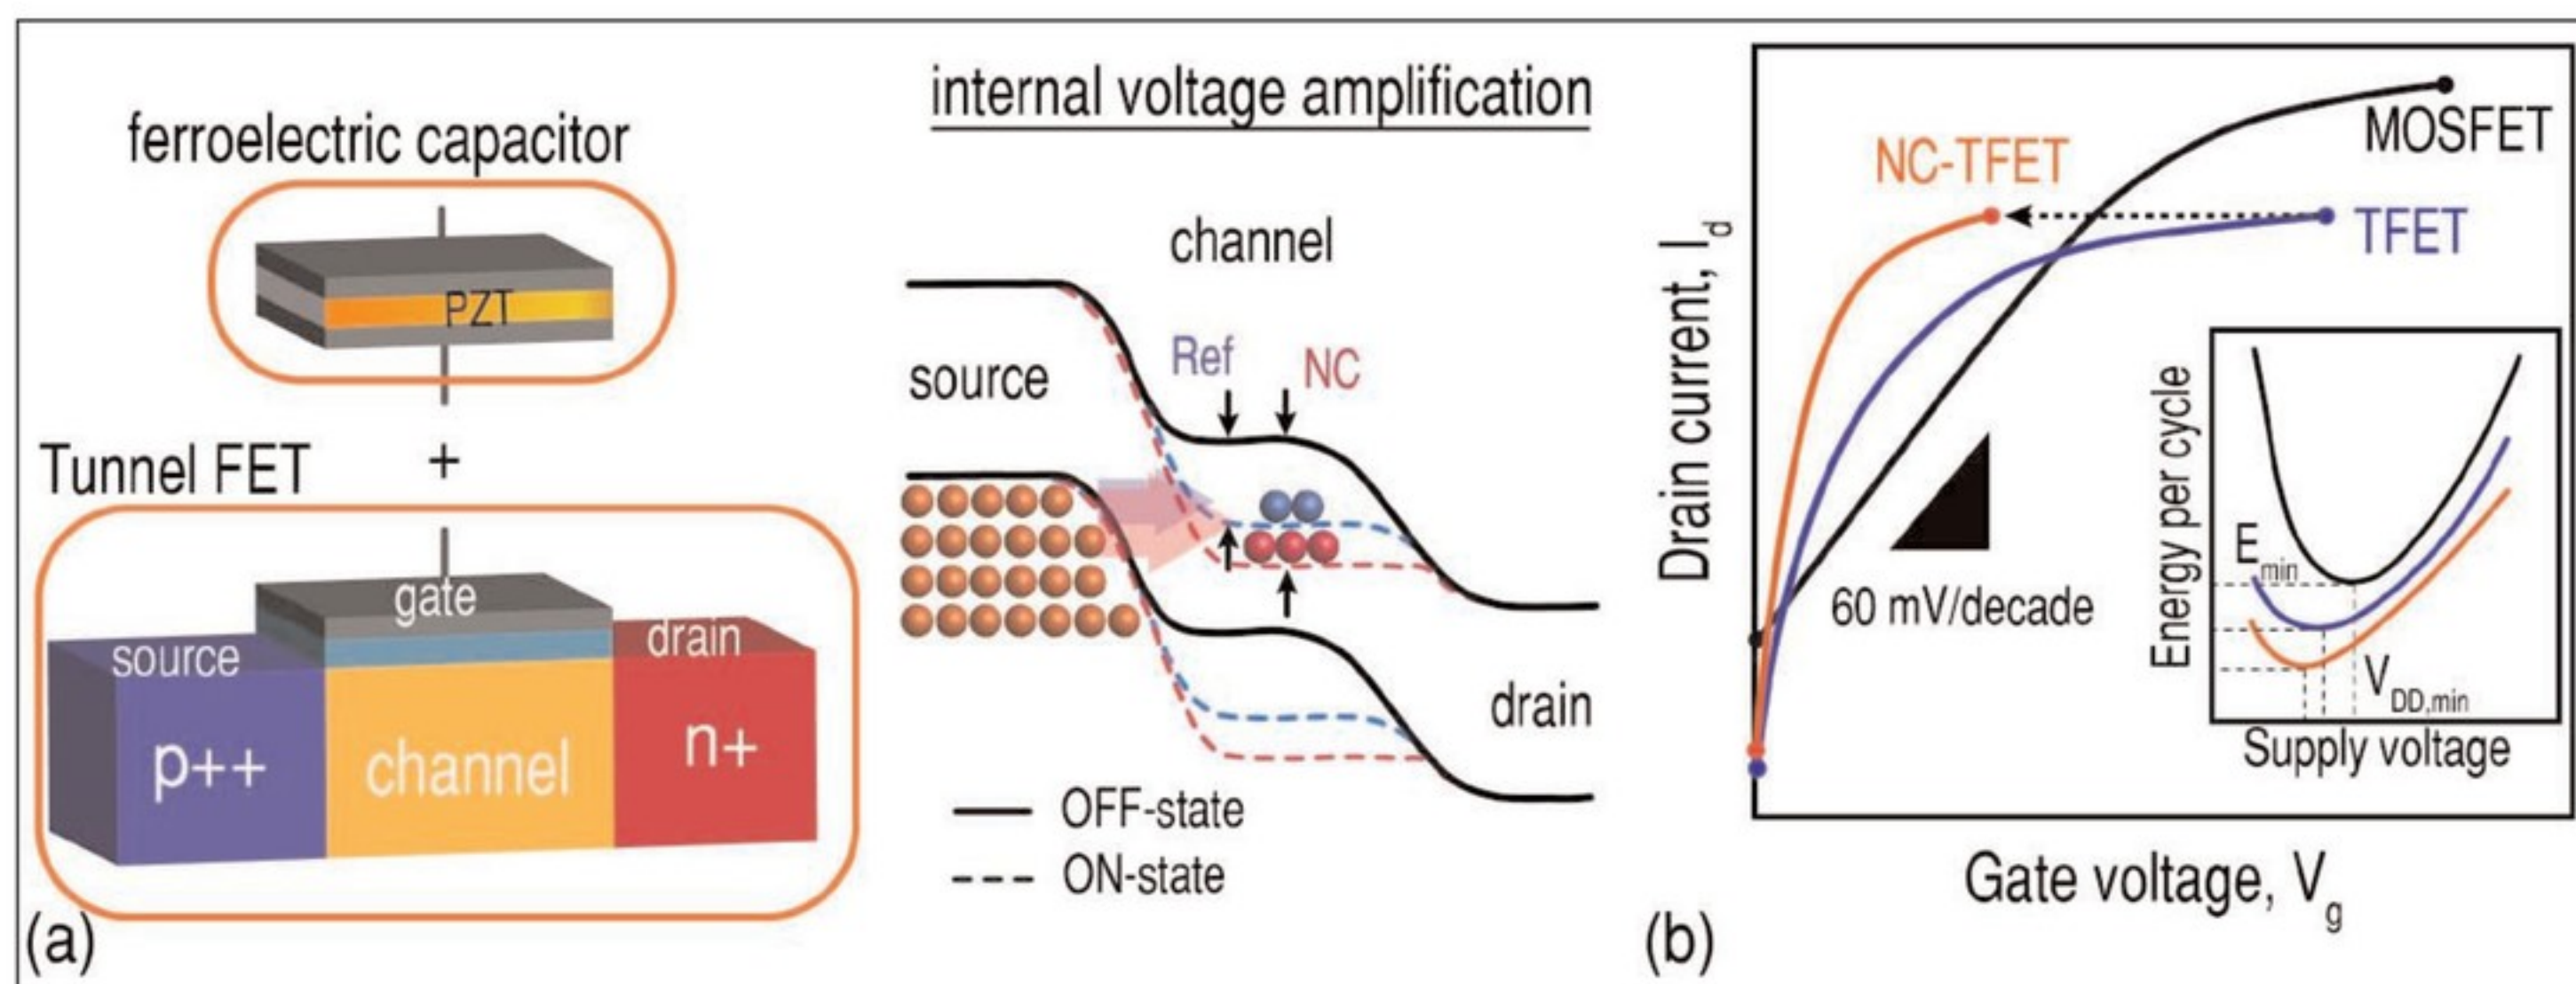 ferroelectric capacitor
PZT
+
Tunnel FET
gate
source
drain
p++
channel
n+
(a)
internal voltage amplification
channel
Ref
NC
source
drain
OFF-state
ON-state
MOSFET
NC-TFET
TFET
Drain current, Id
60 mV/decade
Energy per cycle
Emin
VDD,min
Supply voltage
Gate voltage, Vg
(b)